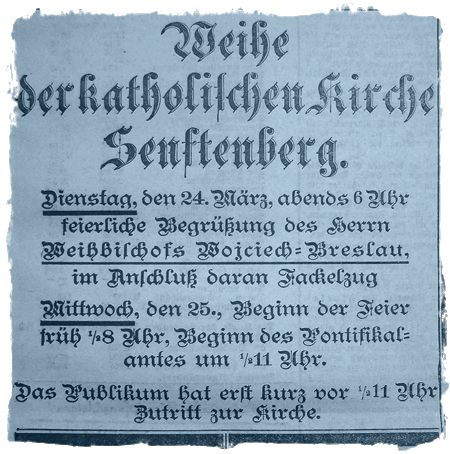 Weihe
der katholischen Kirche
Senftenberg.
Dienstag, den 24. März, abends 6 Uhr
feierliche Begrüßung des Herrn
Weihbischofs Wojciech=Breslau,
im Anschluß daran Fackelzug
Mittwoch, den 25., Beginn der Feier
früh ½8 Uhr, Beginn des Pontifikal=
amtes um ½11 Uhr.
Das Publikum hat erst kurz vor ½11 Uhr
Zutritt zur Kirche.